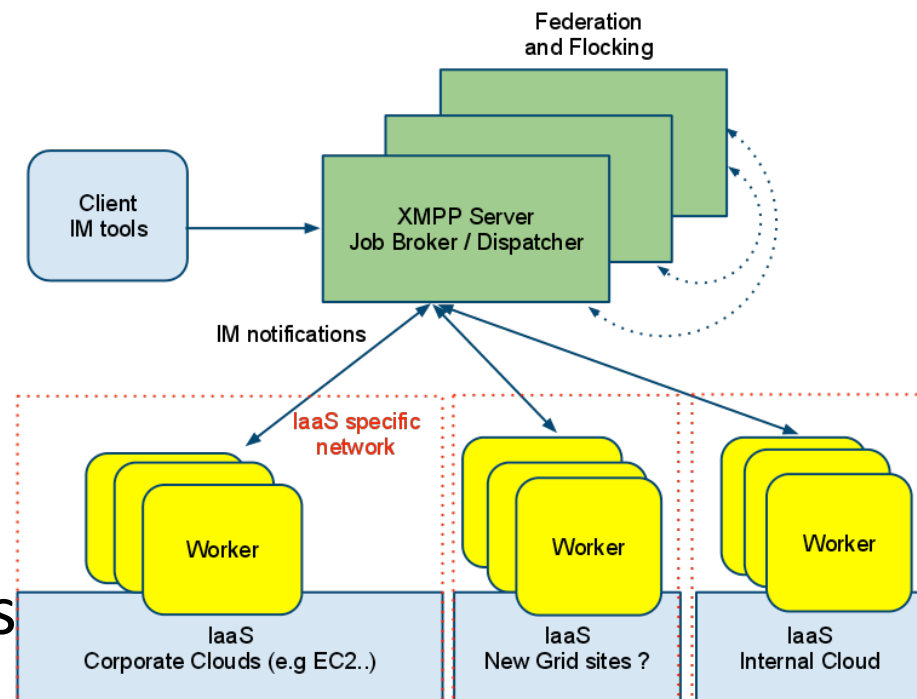 Federation
and Flocking
Client
IM tools
XMPP Server
Job Broker / Dispatcher
IM notifications
IaaS specific
network
Worker
Worker
Worker
s
IaaS
Corporate Clouds (e.g EC2..)
IaaS
New Grid sites ?
IaaS
Internal Cloud